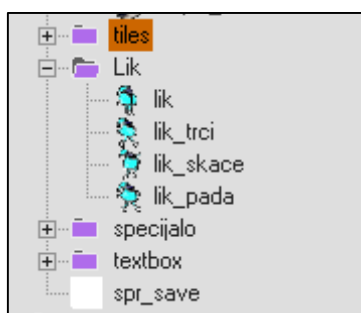 tiles
Lik
lik
lik_trci
lik_skace
lik_pada
specijalo
textbox
spr_save